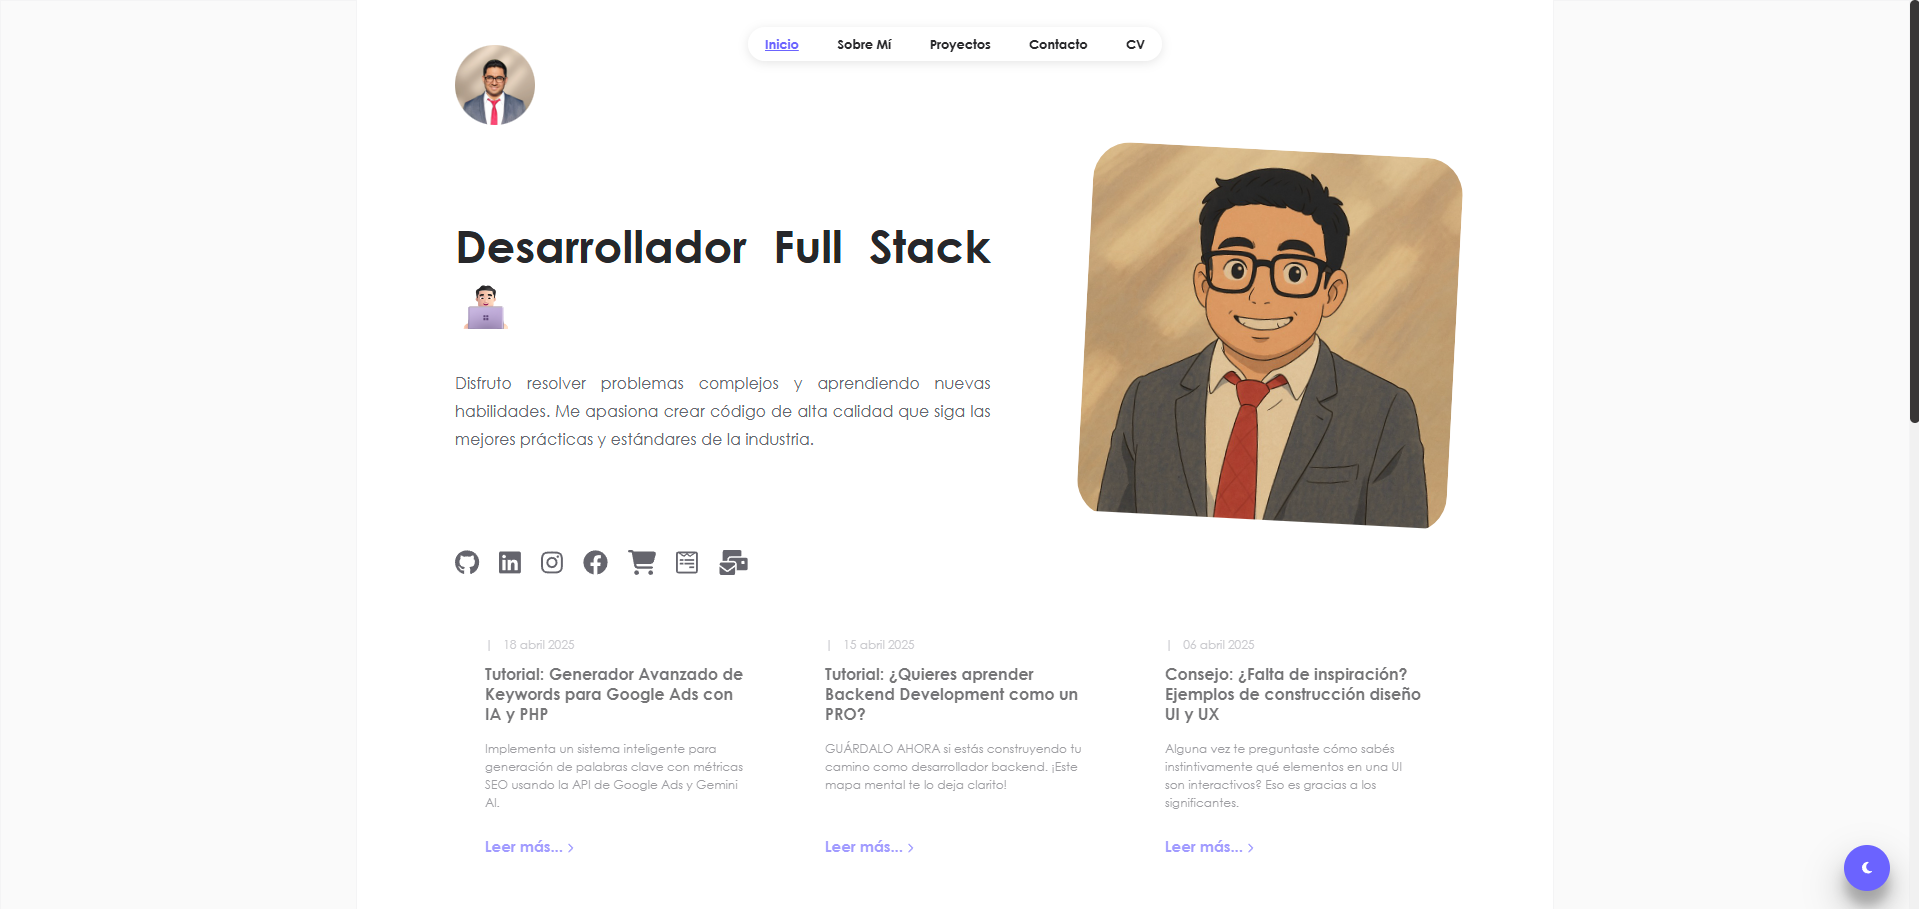 Inicio Sobre Mí Proyectos Contacto CV
Desarrollador Full Stack
Disfruto resolver problemas complejos y aprendiendo nuevas
habilidades. Me apasiona crear código de alta calidad que siga las
mejores prácticas y estándares de la industria.
| 18 abril 2025
Tutorial: Generador Avanzado de
Keywords para Google Ads con
IA y PHP
Implementa un sistema inteligente para
generación de palabras clave con métricas
SEO usando la API de Google Ads y Gemini
AI.
Leer más...
| 15 abril 2025
Tutorial: ¿Quieres aprender
Backend Development como un
PRO?
GUÁRDALO AHORA si estás construyendo tu
camino como desarrollador backend. ¡Este
mapa mental te lo deja clarito!
Leer más...
| 06 abril 2025
Consejo: ¿Falta de inspiración?
Ejemplos de construcción diseño
UI y UX
Alguna vez te preguntaste cómo sabés
instintivamente qué elementos en una UI
son interactivos? Eso es gracias a los
significantes.
Leer más...